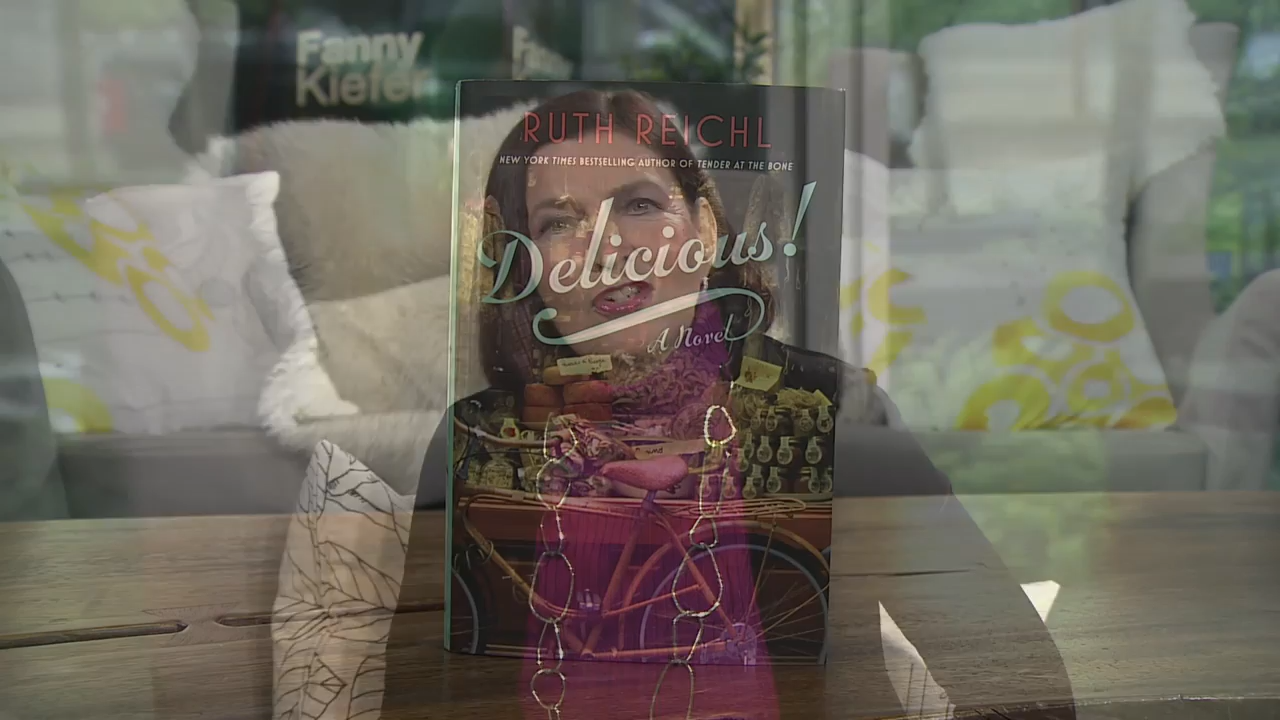 Fanny
Kiefer
RUTH REICHL
NEW YORK TIMES BESTSELLING AUTHOR OF TENDER AT THE BONE
Delicious!
A Novel